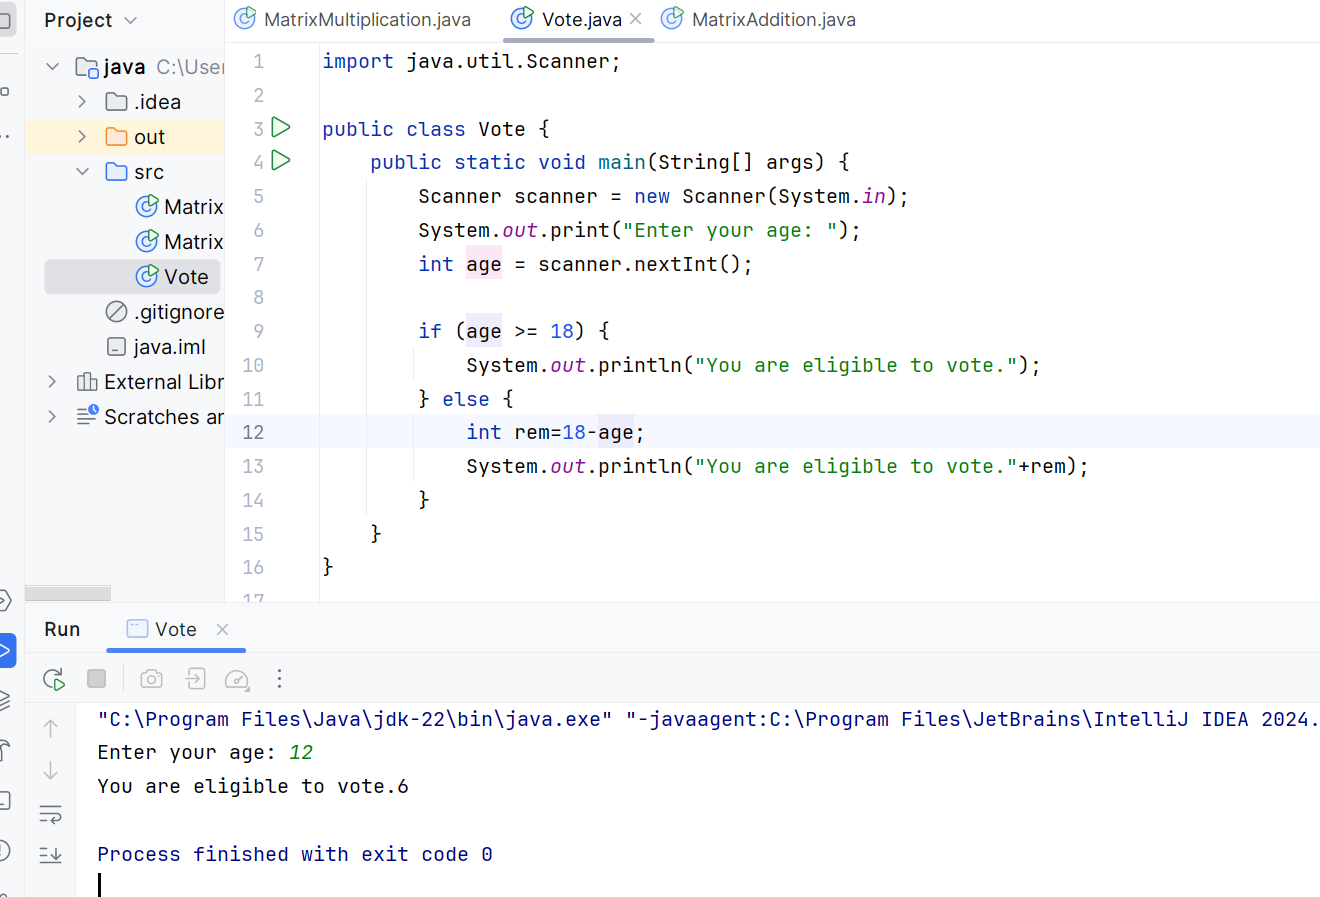 Project
MatrixMultiplication.java
Vote.java
MatrixAddition.java
java C:\User
.idea
out
src
Matrix
Matrix
Vote
.gitignore
java.iml
External Libr
Scratches ar
1 import java.util.Scanner;
2
3 public class Vote {
4 public static void main(String[] args) {
5 Scanner scanner = new Scanner(System.in);
6 System.out.print("Enter your age: ");
7 int age = scanner.nextInt();
8
9 if (age >= 18) {
10 System.out.println("You are eligible to vote.");
11 } else {
12 int rem=18-age;
13 System.out.println("You are eligible to vote."+rem);
14 }
15 }
16 }
17
Run
Vote
"C:\Program Files\Java\jdk-22\bin\java.exe" "-javaagent:C:\Program Files\JetBrains\IntelliJ IDEA 2024.
Enter your age: 12
You are eligible to vote.6
Process finished with exit code 0